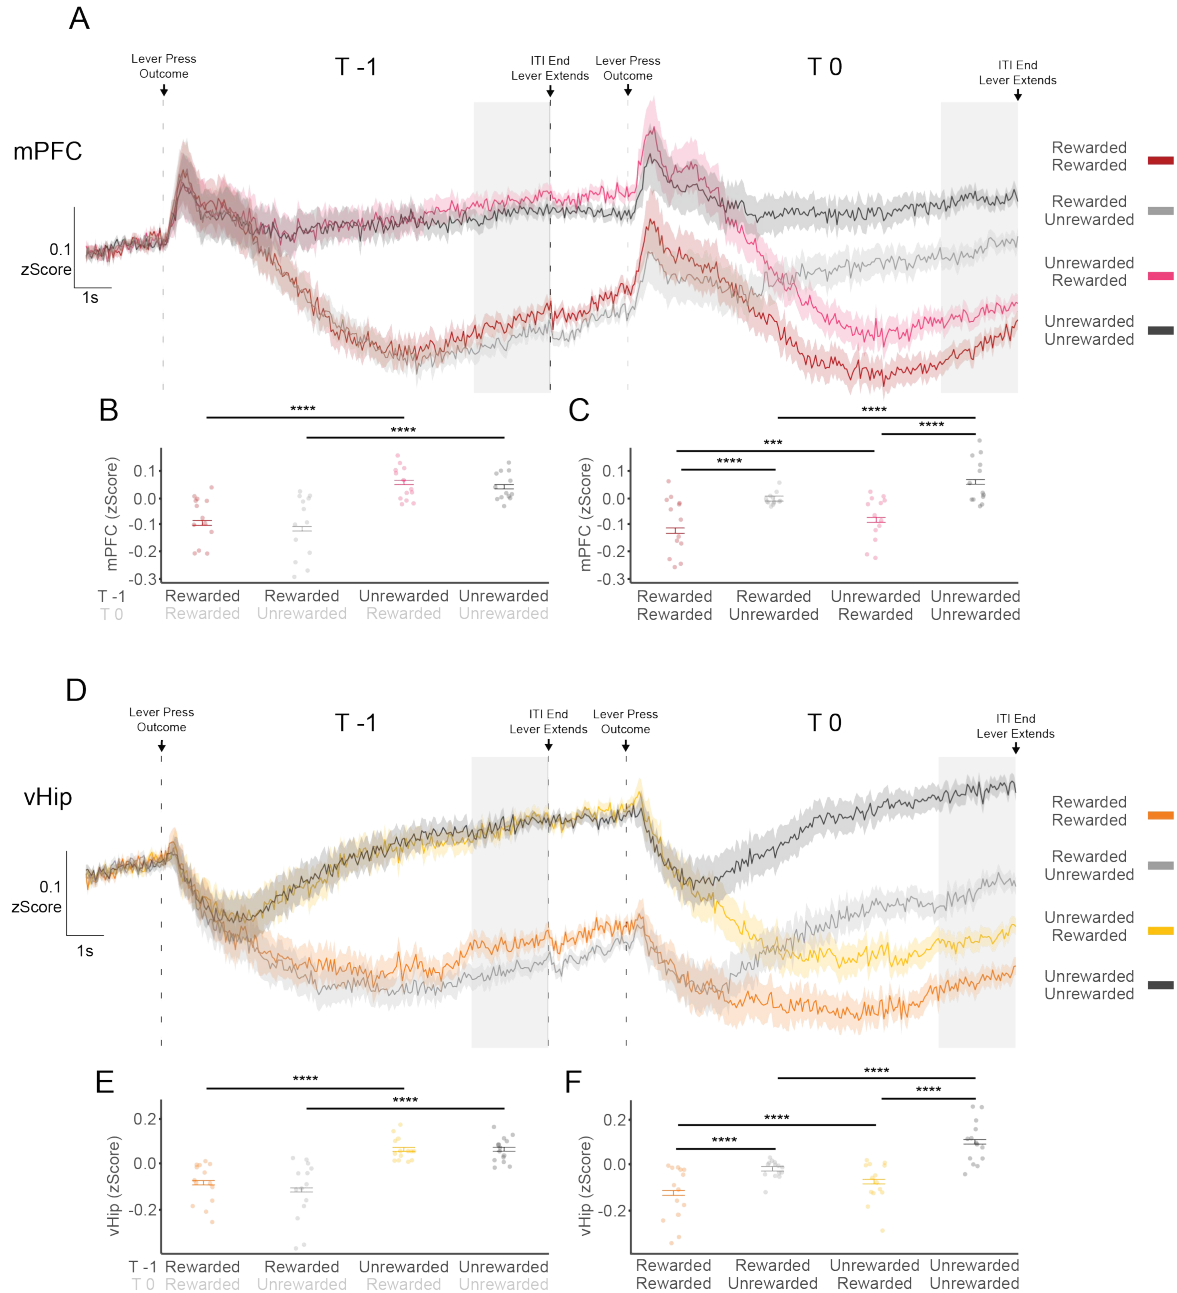 A
Lever Press
Outcome
T -1
ITI End
Lever Extends
Lever Press
Outcome
T 0
ITI End
Lever Extends
mPFC
0.1
zScore
1s
Rewarded
Rewarded
Rewarded
Unrewarded
Unrewarded
Rewarded
Unrewarded
Unrewarded
B
****
****
mPFC (zScore)
0.1
0.0
-0.1
-0.2
-0.3
T -1 Rewarded Rewarded Unrewarded Unrewarded
T 0 Rewarded Unrewarded Rewarded Unrewarded
C
****
****
***
****
mPFC (zScore)
0.1
0.0
-0.1
-0.2
-0.3
Rewarded Rewarded Unrewarded Unrewarded
Rewarded Unrewarded Rewarded Unrewarded
D
Lever Press
Outcome
T -1
ITI End
Lever Extends
Lever Press
Outcome
T 0
ITI End
Lever Extends
vHip
0.1
zScore
1s
Rewarded
Rewarded
Rewarded
Unrewarded
Unrewarded
Rewarded
Unrewarded
Unrewarded
E
****
****
vHip (zScore)
0.2
0.0
-0.2
T -1 Rewarded Rewarded Unrewarded Unrewarded
T 0 Rewarded Unrewarded Rewarded Unrewarded
F
****
****
****
****
vHip (zScore)
0.2
0.0
-0.2
Rewarded Rewarded Unrewarded Unrewarded
Rewarded Unrewarded Rewarded Unrewarded